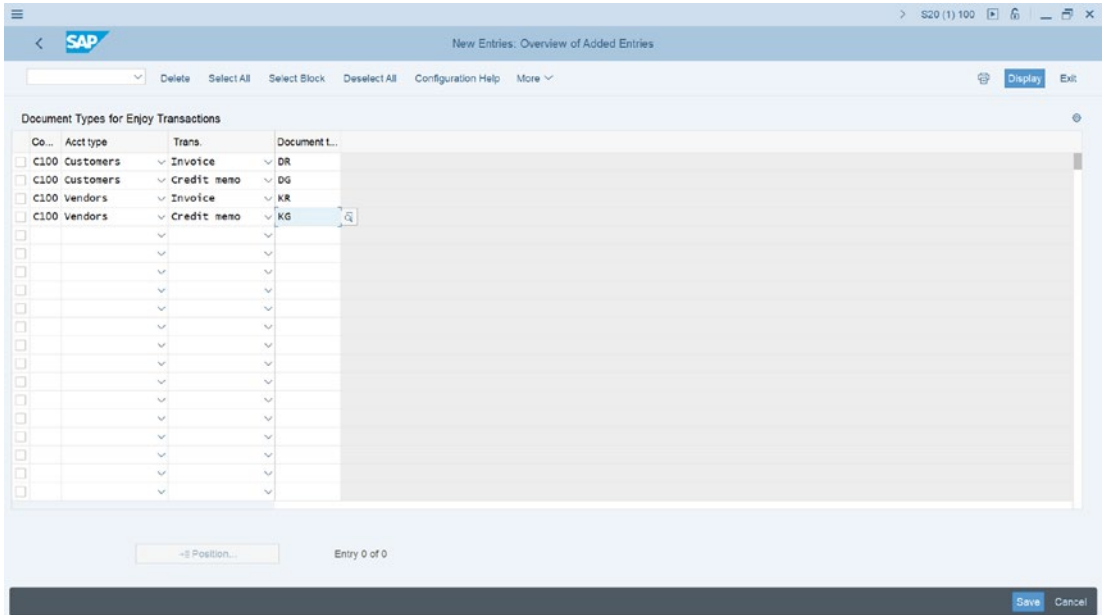 S20 (1) 100
SAP
New Entries: Overview of Added Entries
Delete Select All Select Block Deselect All Configuration Help More Display Exit
Document Types for Enjoy Transactions
Co... Acct type Trans. Document t...
C100 Customers Invoice DR
C100 Customers Credit memo DG
C100 Vendors Invoice KR
C100 Vendors Credit memo KG
Position... Entry 0 of 0
Save Cancel